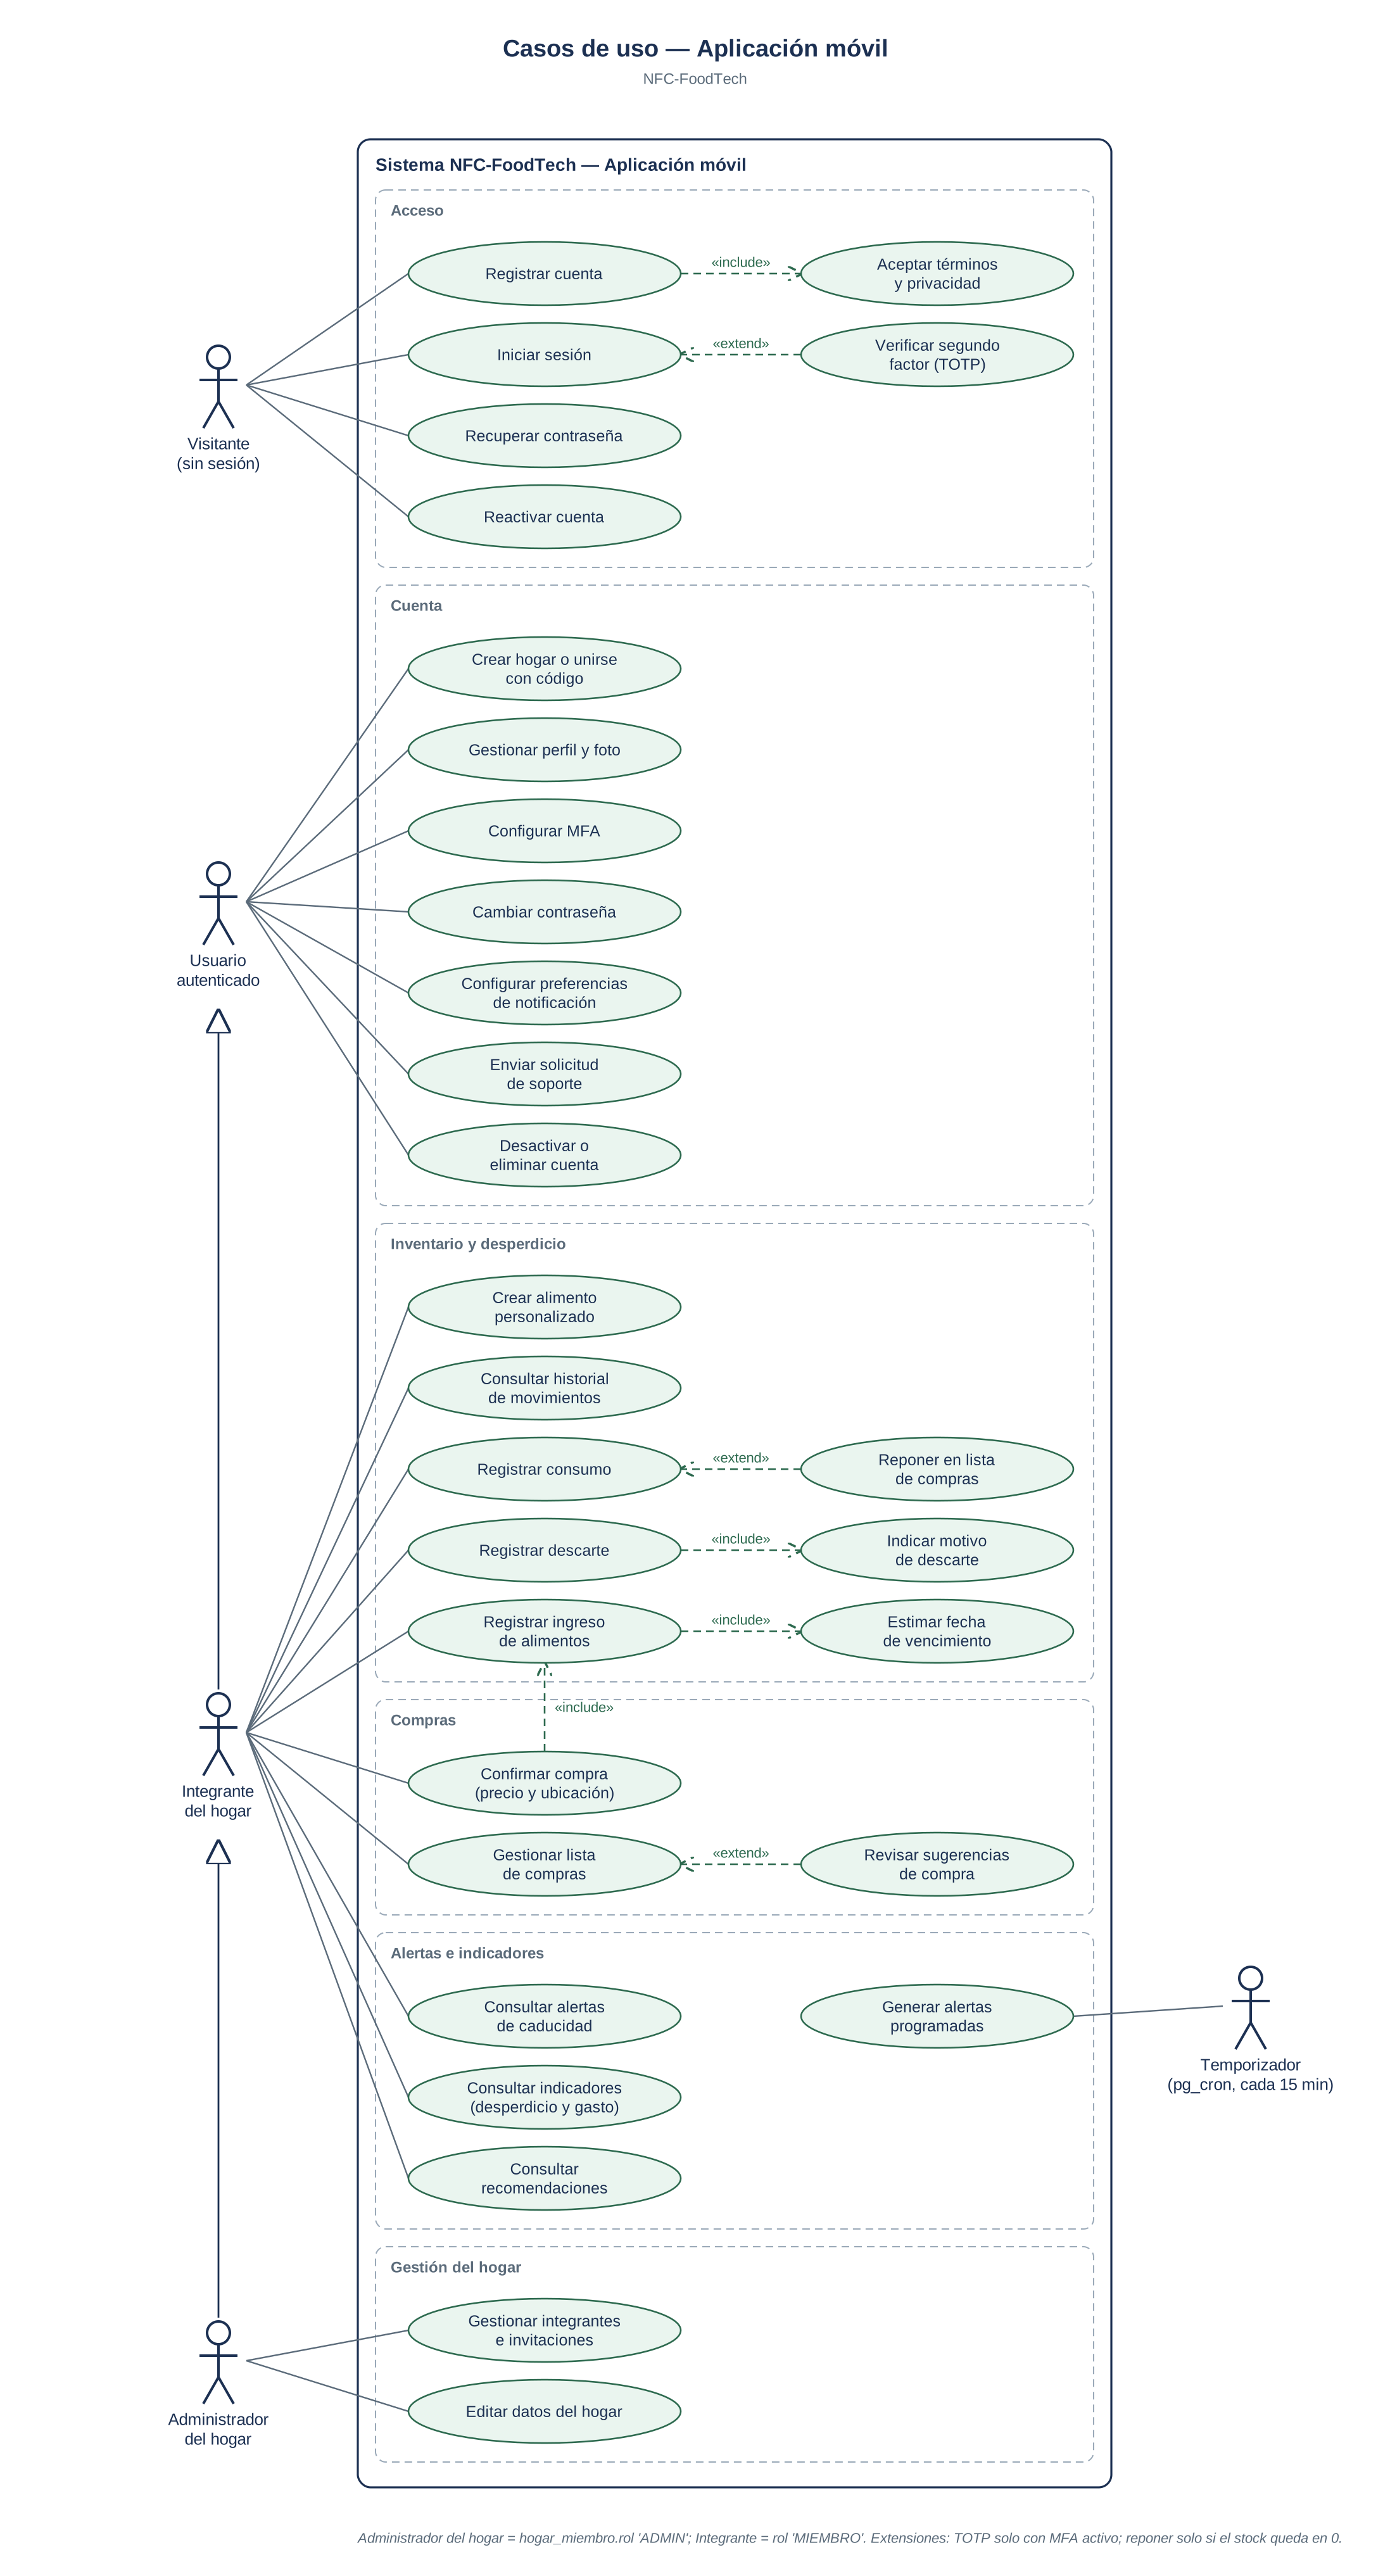 Casos de uso — Aplicación móvil
NFC-FoodTech
Sistema NFC-FoodTech — Aplicación móvil
Acceso
Registrar cuenta
«include»
Aceptar términos
y privacidad
Iniciar sesión
«extend»
Verificar segundo
factor (TOTP)
Recuperar contraseña
Reactivar cuenta
Visitante
(sin sesión)
Cuenta
Crear hogar o unirse
con código
Gestionar perfil y foto
Configurar MFA
Cambiar contraseña
Configurar preferencias
de notificación
Enviar solicitud
de soporte
Desactivar o
eliminar cuenta
Usuario
autenticado
Inventario y desperdicio
Crear alimento
personalizado
Consultar historial
de movimientos
Registrar consumo
«extend»
Reponer en lista
de compras
Registrar descarte
«include»
Indicar motivo
de descarte
Registrar ingreso
de alimentos
«include»
Estimar fecha
de vencimiento
«include»
Compras
Confirmar compra
(precio y ubicación)
Gestionar lista
de compras
«extend»
Revisar sugerencias
de compra
Integrante
del hogar
Alertas e indicadores
Consultar alertas
de caducidad
Generar alertas
programadas
Consultar indicadores
(desperdicio y gasto)
Consultar
recomendaciones
Temporizador
(pg_cron, cada 15 min)
Gestión del hogar
Gestionar integrantes
e invitaciones
Editar datos del hogar
Administrador
del hogar
Administrador del hogar = hogar_miembro.rol 'ADMIN'; Integrante = rol 'MIEMBRO'. Extensiones: TOTP solo con MFA activo; reponer solo si el stock queda en 0.